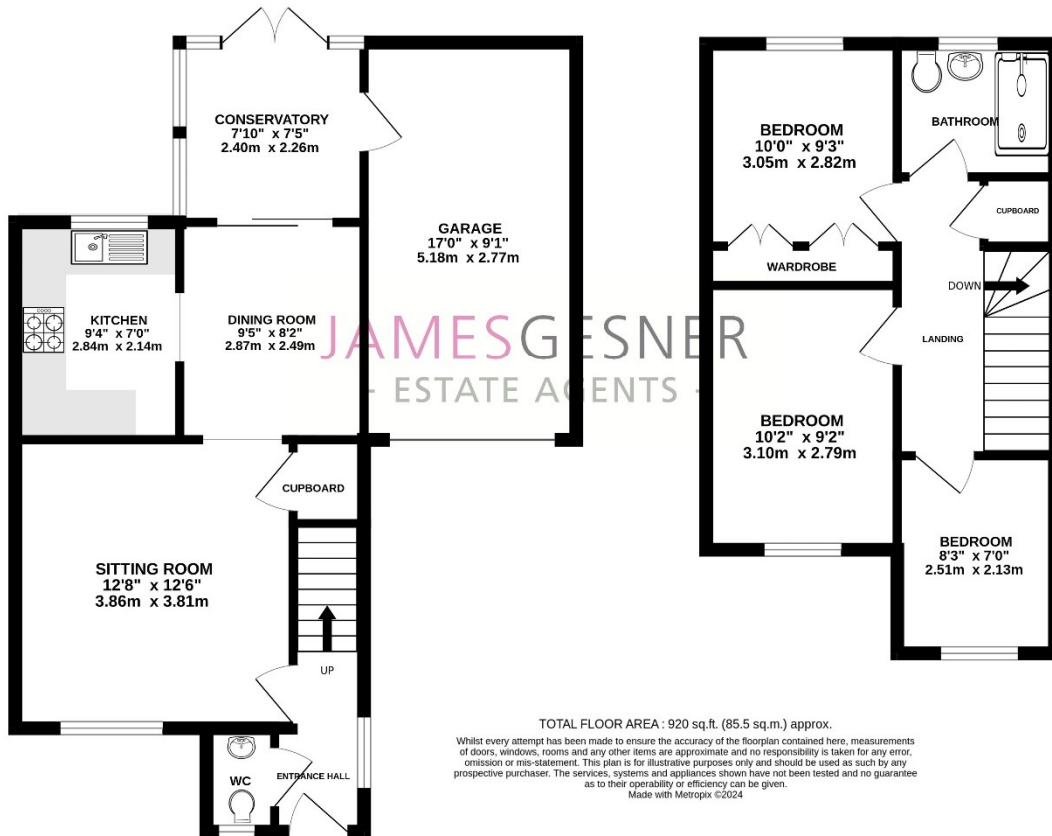 CONSERVATORY
7'10" x 7'5"
2.40m x 2.26m
GARAGE
17'0" x 9'1"
5.18m x 2.77m
KITCHEN
9'4" x 7'0"
2.84m x 2.14m
DINING ROOM
9'5" x 8'2"
2.87m x 2.49m
CUPBOARD
SITTING ROOM
12'8" x 12'6"
3.86m x 3.81m
UP
WC
ENTRANCE HALL
BEDROOM
10'0" x 9'3"
3.05m x 2.82m
BATHROOM
CUPBOARD
WARDROBE
DOWN
LANDING
BEDROOM
10'2" x 9'2"
3.10m x 2.79m
BEDROOM
8'3" x 7'0"
2.51m x 2.13m
JAMESGESNER
- ESTATE AGENTS -
TOTAL FLOOR AREA : 920 sq.ft. (85.5 sq.m.) approx.
Whilst every attempt has been made to ensure the accuracy of the floorplan contained here, measurements
of doors, windows, rooms and any other items are approximate and no responsibility is taken for any error,
omission or mis-statement. This plan is for illustrative purposes only and should be used as such by any
prospective purchaser. The services, systems and appliances shown have not been tested and no guarantee
as to their operability or efficiency can be given.
Made with Metropix ©2024